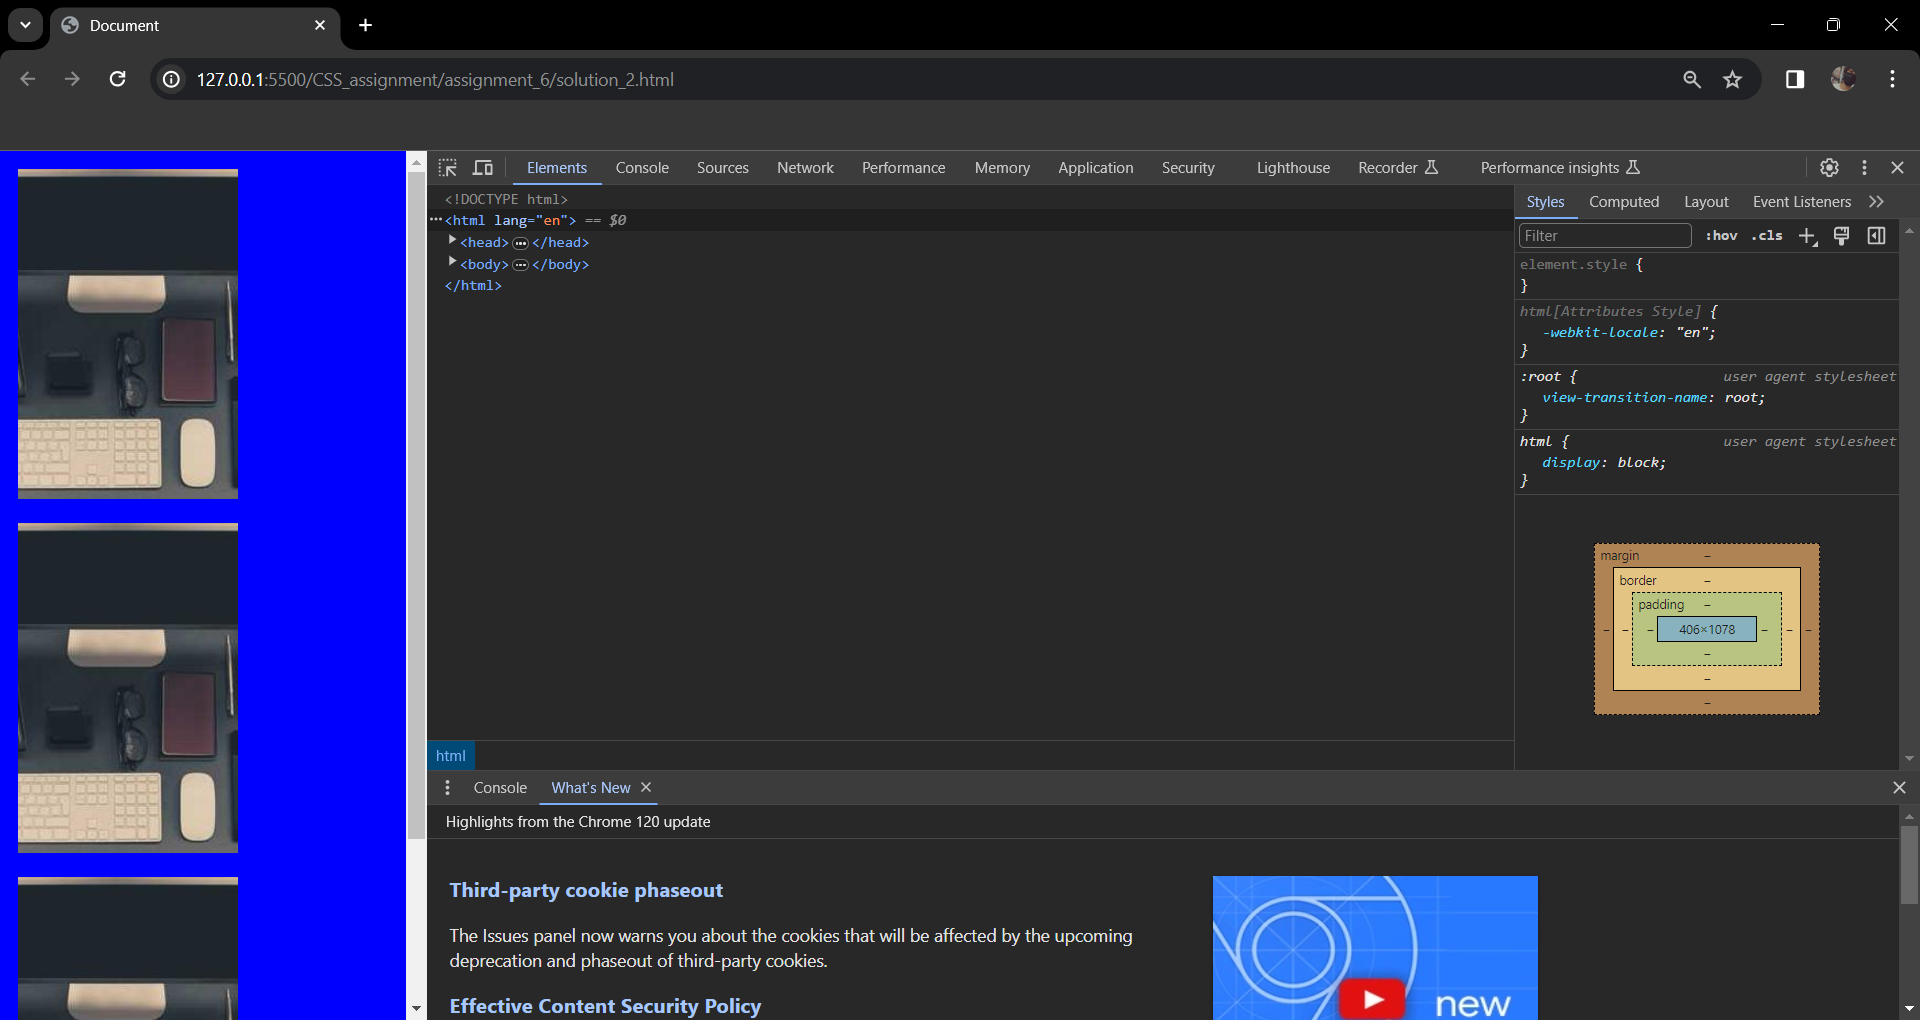 Document
127.0.0.1:5500/CSS_assignment/assignment_6/solution_2.html
Elements Console Sources Network Performance Memory Application Security Lighthouse Recorder Performance insights
<!DOCTYPE html>
<html lang="en"> == $0
<head> </head>
<body> </body>
</html>
html
Styles Computed Layout Event Listeners
Filter :hov .cls
element.style {
}
html[Attributes Style] {
-webkit-locale: "en";
}
:root { user agent stylesheet
view-transition-name: root;
}
html { user agent stylesheet
display: block;
}
margin –
border –
padding –
– – – 406×1078 – – –
–
–
–
Console What's New
Highlights from the Chrome 120 update
Third-party cookie phaseout
The Issues panel now warns you about the cookies that will be affected by the upcoming
deprecation and phaseout of third-party cookies.
Effective Content Security Policy
new